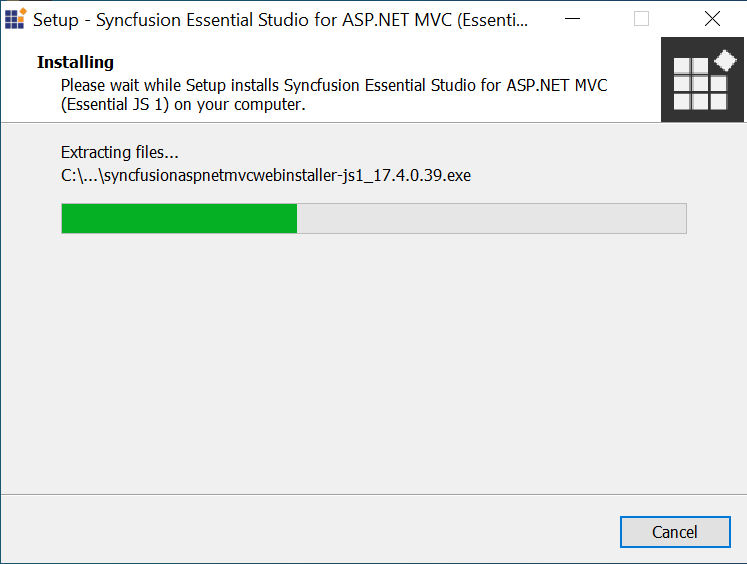 Setup - Syncfusion Essential Studio for ASP.NET MVC (Essenti...
Installing
Please wait while Setup installs Syncfusion Essential Studio for ASP.NET MVC
(Essential JS 1) on your computer.
Extracting files...
C:\...\syncfusionaspnetmvcwebinstaller-js1_17.4.0.39.exe
Cancel